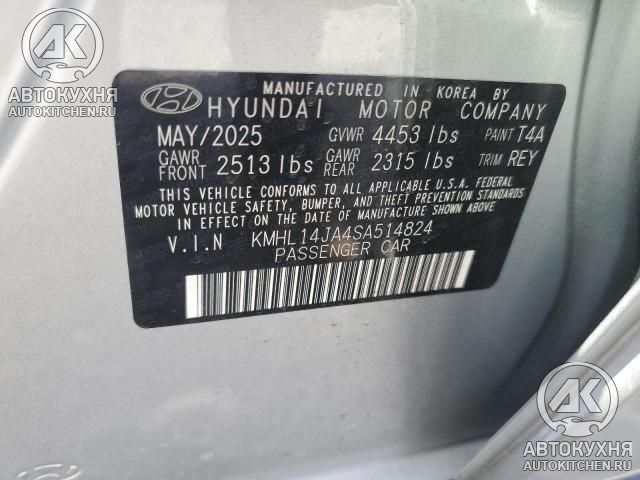 MANUFACTURED IN KOREA BY
HYUNDAI MOTOR COMPANY
MAY/2025 GVWR 4453 lbs PAINT T4A
GAWR FRONT 2513 lbs GAWR REAR 2315 lbs TRIM REY
THIS VEHICLE CONFORMS TO ALL APPLICABLE U.S.A. FEDERAL
MOTOR VEHICLE SAFETY, BUMPER, AND THEFT PREVENTION STANDARDS
IN EFFECT ON THE DATE OF MANUFACTURE SHOWN ABOVE.
V.I.N KMHL14JA4SA514824
PASSENGER CAR
АК
АВТОКУХНЯ
AUTOKITCHEN.RU
АК
АВТОКУХНЯ
AUTOKITCHEN.RU